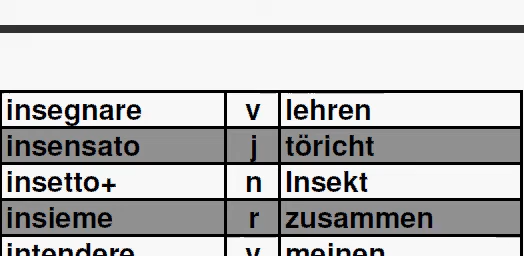 insegnare v lehren
insensato j töricht
insetto+ n Insekt
insieme r zusammen
intendere v meinen